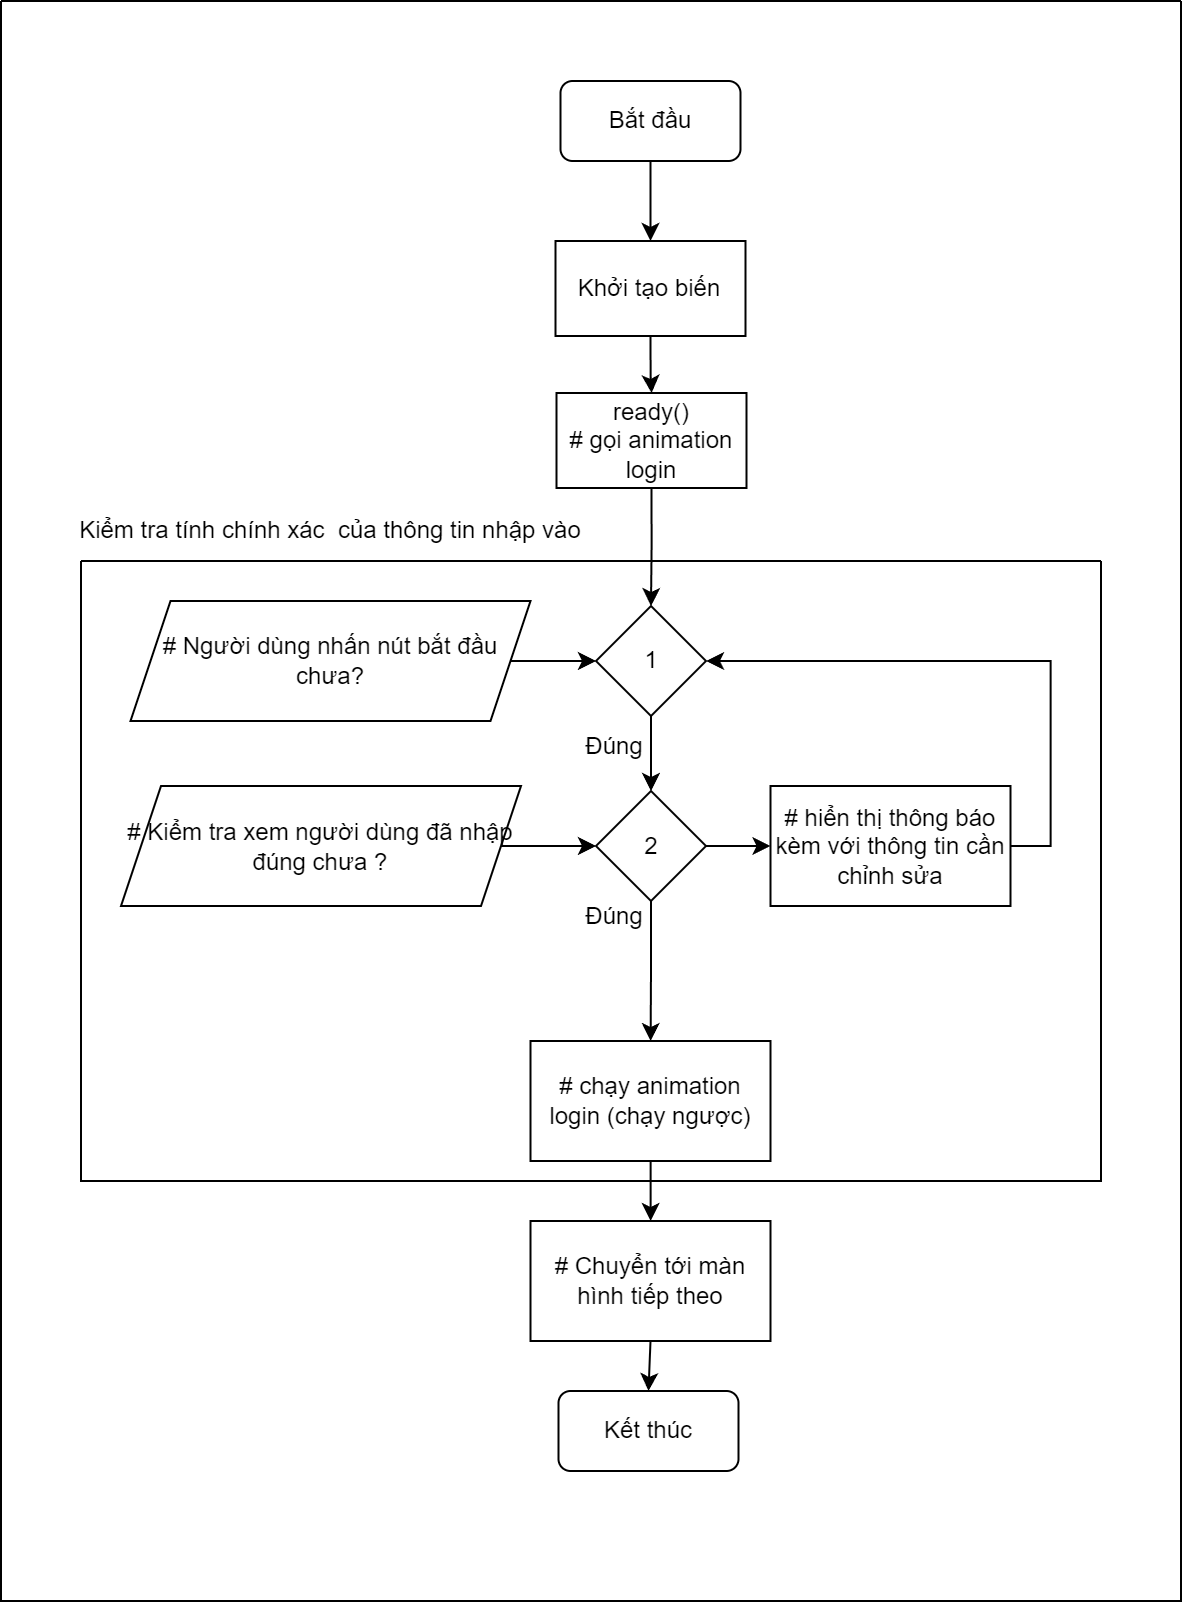 Bắt đầu
Khởi tạo biến
ready()
# gọi animation
login
Kiểm tra tính chính xác  của thông tin nhập vào
# Người dùng nhấn nút bắt đầu
chưa?
1
Đúng
# Kiểm tra xem người dùng đã nhập
đúng chưa ?
2
# hiển thị thông báo
kèm với thông tin cần
chỉnh sửa
Đúng
# chạy animation
login (chạy ngược)
# Chuyển tới màn
hình tiếp theo
Kết thúc